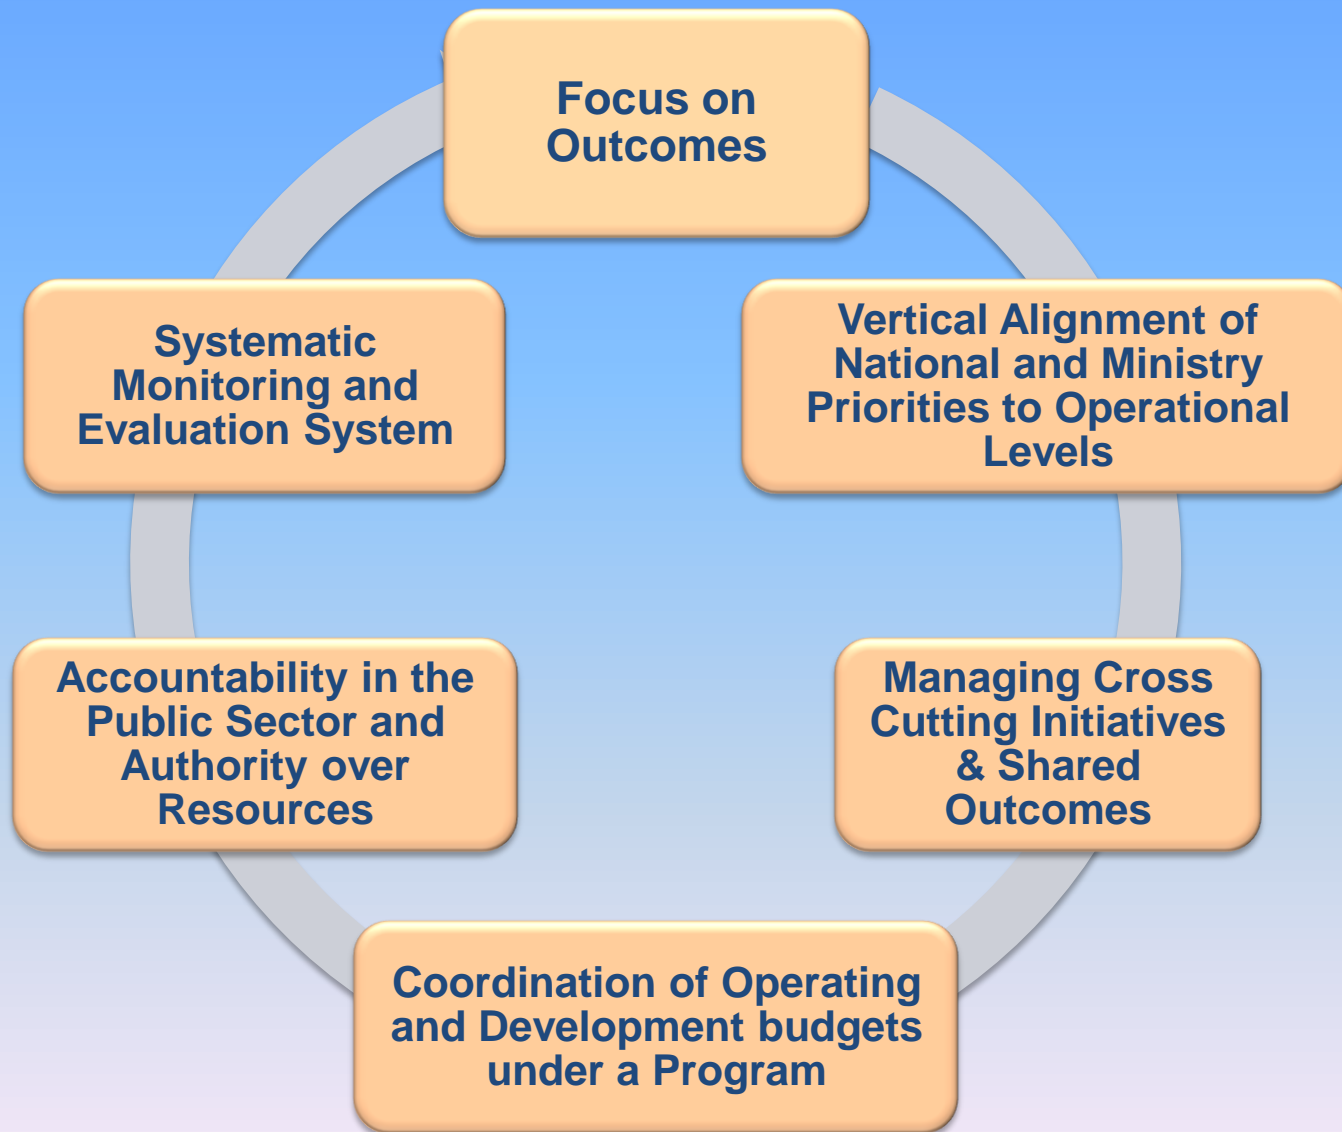 Focus on
Outcomes
Vertical Alignment of
National and Ministry
Priorities to Operational
Levels
Managing Cross
Cutting Initiatives
& Shared
Outcomes
Coordination of Operating
and Development budgets
under a Program
Accountability in the
Public Sector and
Authority over
Resources
Systematic
Monitoring and
Evaluation System